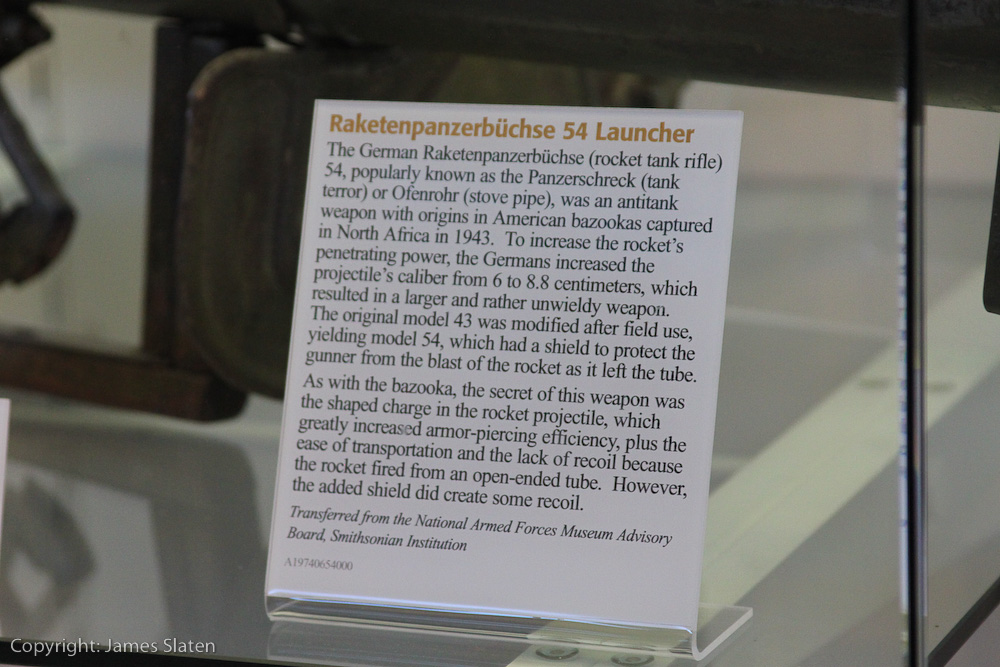 Raketenpanzerbüchse 54 Launcher
The German Raketenpanzerbüchse (rocket tank rifle)
54, popularly known as the Panzerschreck (tank
terror) or Ofenrohr (stove pipe), was an antitank
weapon with origins in American bazookas captured
in North Africa in 1943. To increase the rocket's
penetrating power, the Germans increased the
projectile's caliber from 6 to 8.8 centimeters, which
resulted in a larger and rather unwieldy weapon.
The original model 43 was modified after field use,
yielding model 54, which had a shield to protect the
gunner from the blast of the rocket as it left the tube.
As with the bazooka, the secret of this weapon was
the shaped charge in the rocket projectile, which
greatly increased armor-piercing efficiency, plus the
ease of transportation and the lack of recoil because
the rocket fired from an open-ended tube. However,
the added shield did create some recoil.
Transferred from the National Armed Forces Museum Advisory
Board, Smithsonian Institution
A19740654000
Copyright: James Slaten